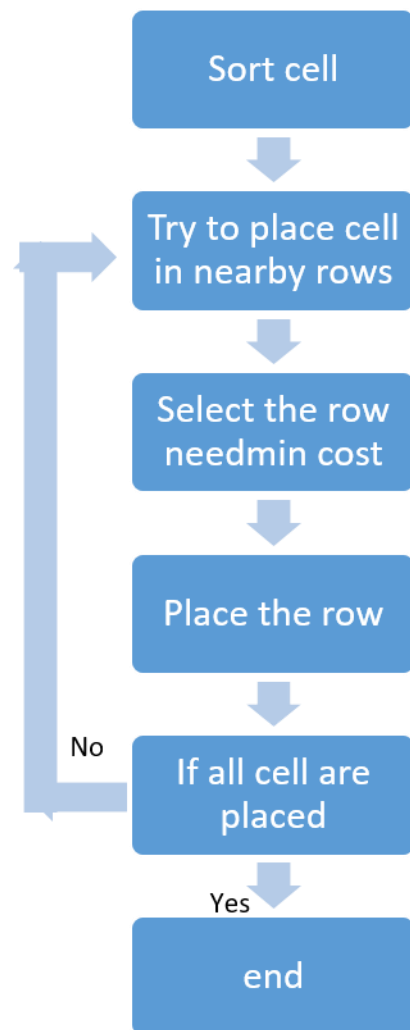 Sort cell
Try to place cell
in nearby rows
Select the row
needmin cost
Place the row
No
If all cell are
placed
Yes
end